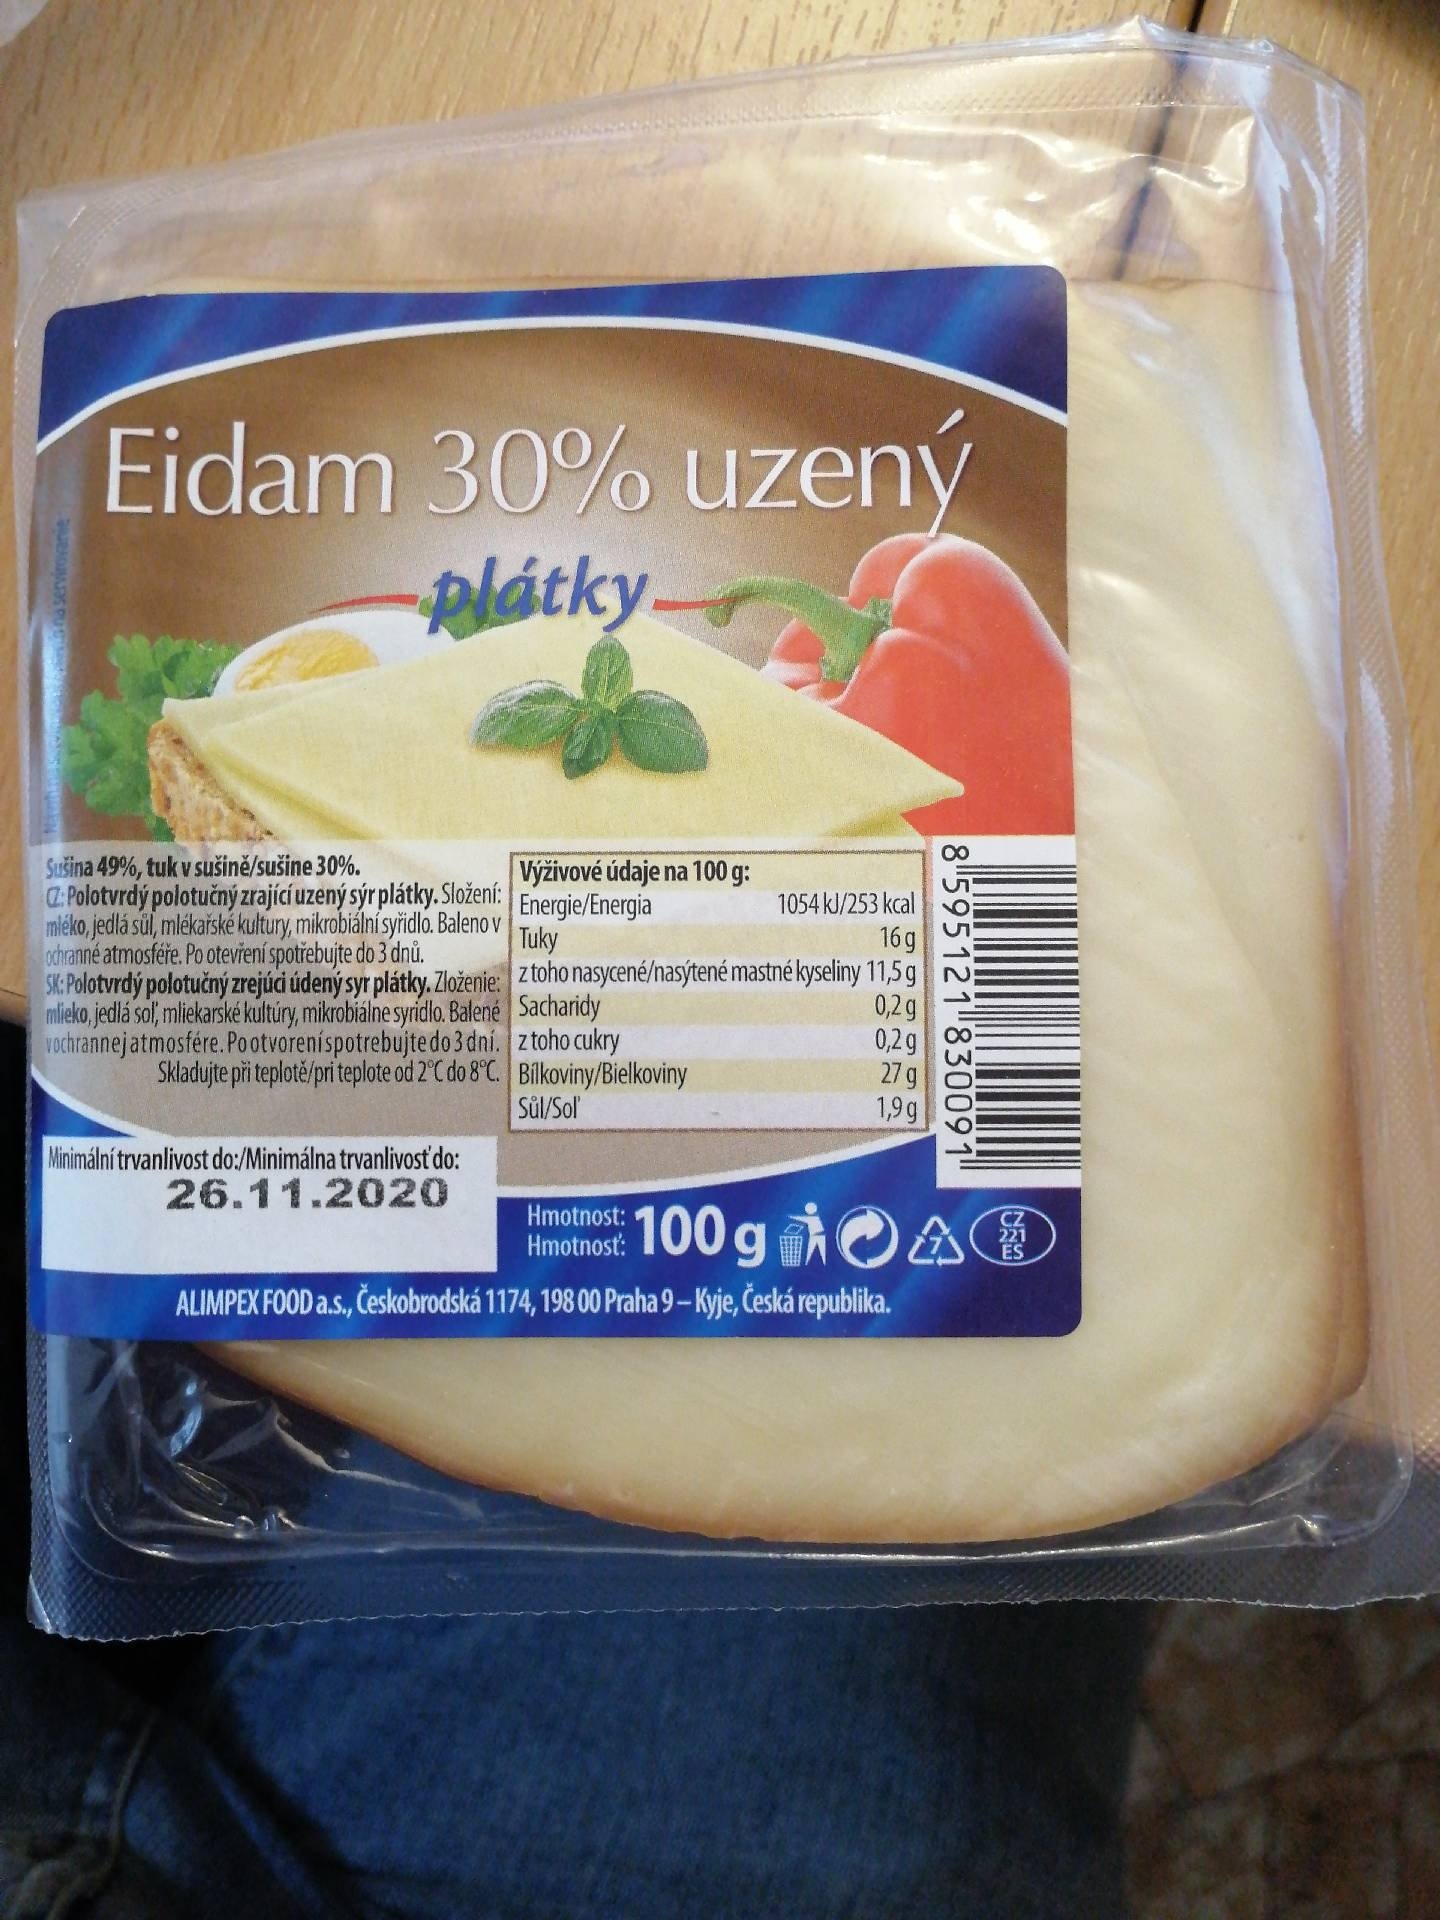 Eidam 30% uzený
plátky
Sušina 49%, tuk v sušině/sušine 30%.
CZ: Polotvrdý polotučný zrající uzený sýr plátky. Složení:
mléko, jedlá sůl, mlékařské kultury, mikrobiální syřidlo. Baleno v
ochranné atmosféře. Po otevření spotřebujte do 3 dnů.
SK: Polotvrdý polotučný zrejúci údený syr plátky. Zloženie:
mlieko, jedlá soľ, mliekarské kultúry, mikrobiálne syridlo. Balené
v ochrannej atmosfére. Po otvorení spotrebujte do 3 dní.
Skladujte při teplotě/pri teplote od 2°C do 8°C.
Výživové údaje na 100 g:
Energie/Energia 1054 kJ/253 kcal
Tuky 16 g
z toho nasycené/nasýtené mastné kyseliny 11,5 g
Sacharidy 0,2 g
z toho cukry 0,2 g
Bílkoviny/Bielkoviny 27 g
Sůl/Soľ 1,9 g
8 595121 830091
Minimální trvanlivost do:/Minimálna trvanlivosť do:
26.11.2020
Hmotnost:
Hmotnosť: 100 g
7
CZ
221
ES
ALIMPEX FOOD a.s., Českobrodská 1174, 198 00 Praha 9 – Kyje, Česká republika.